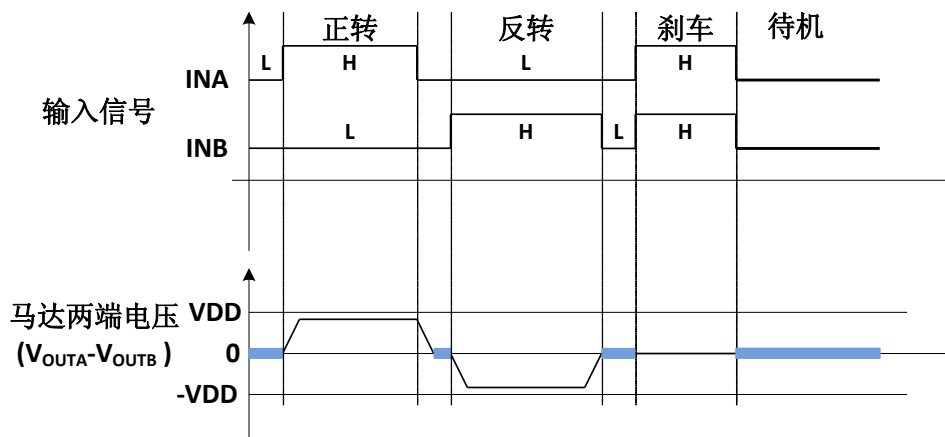 正转 反转 刹车 待机
L H L H
INA
输入信号
L H L H
INB
马达两端电压 VDD
(VOUTA-VOUTB ) 0
-VDD